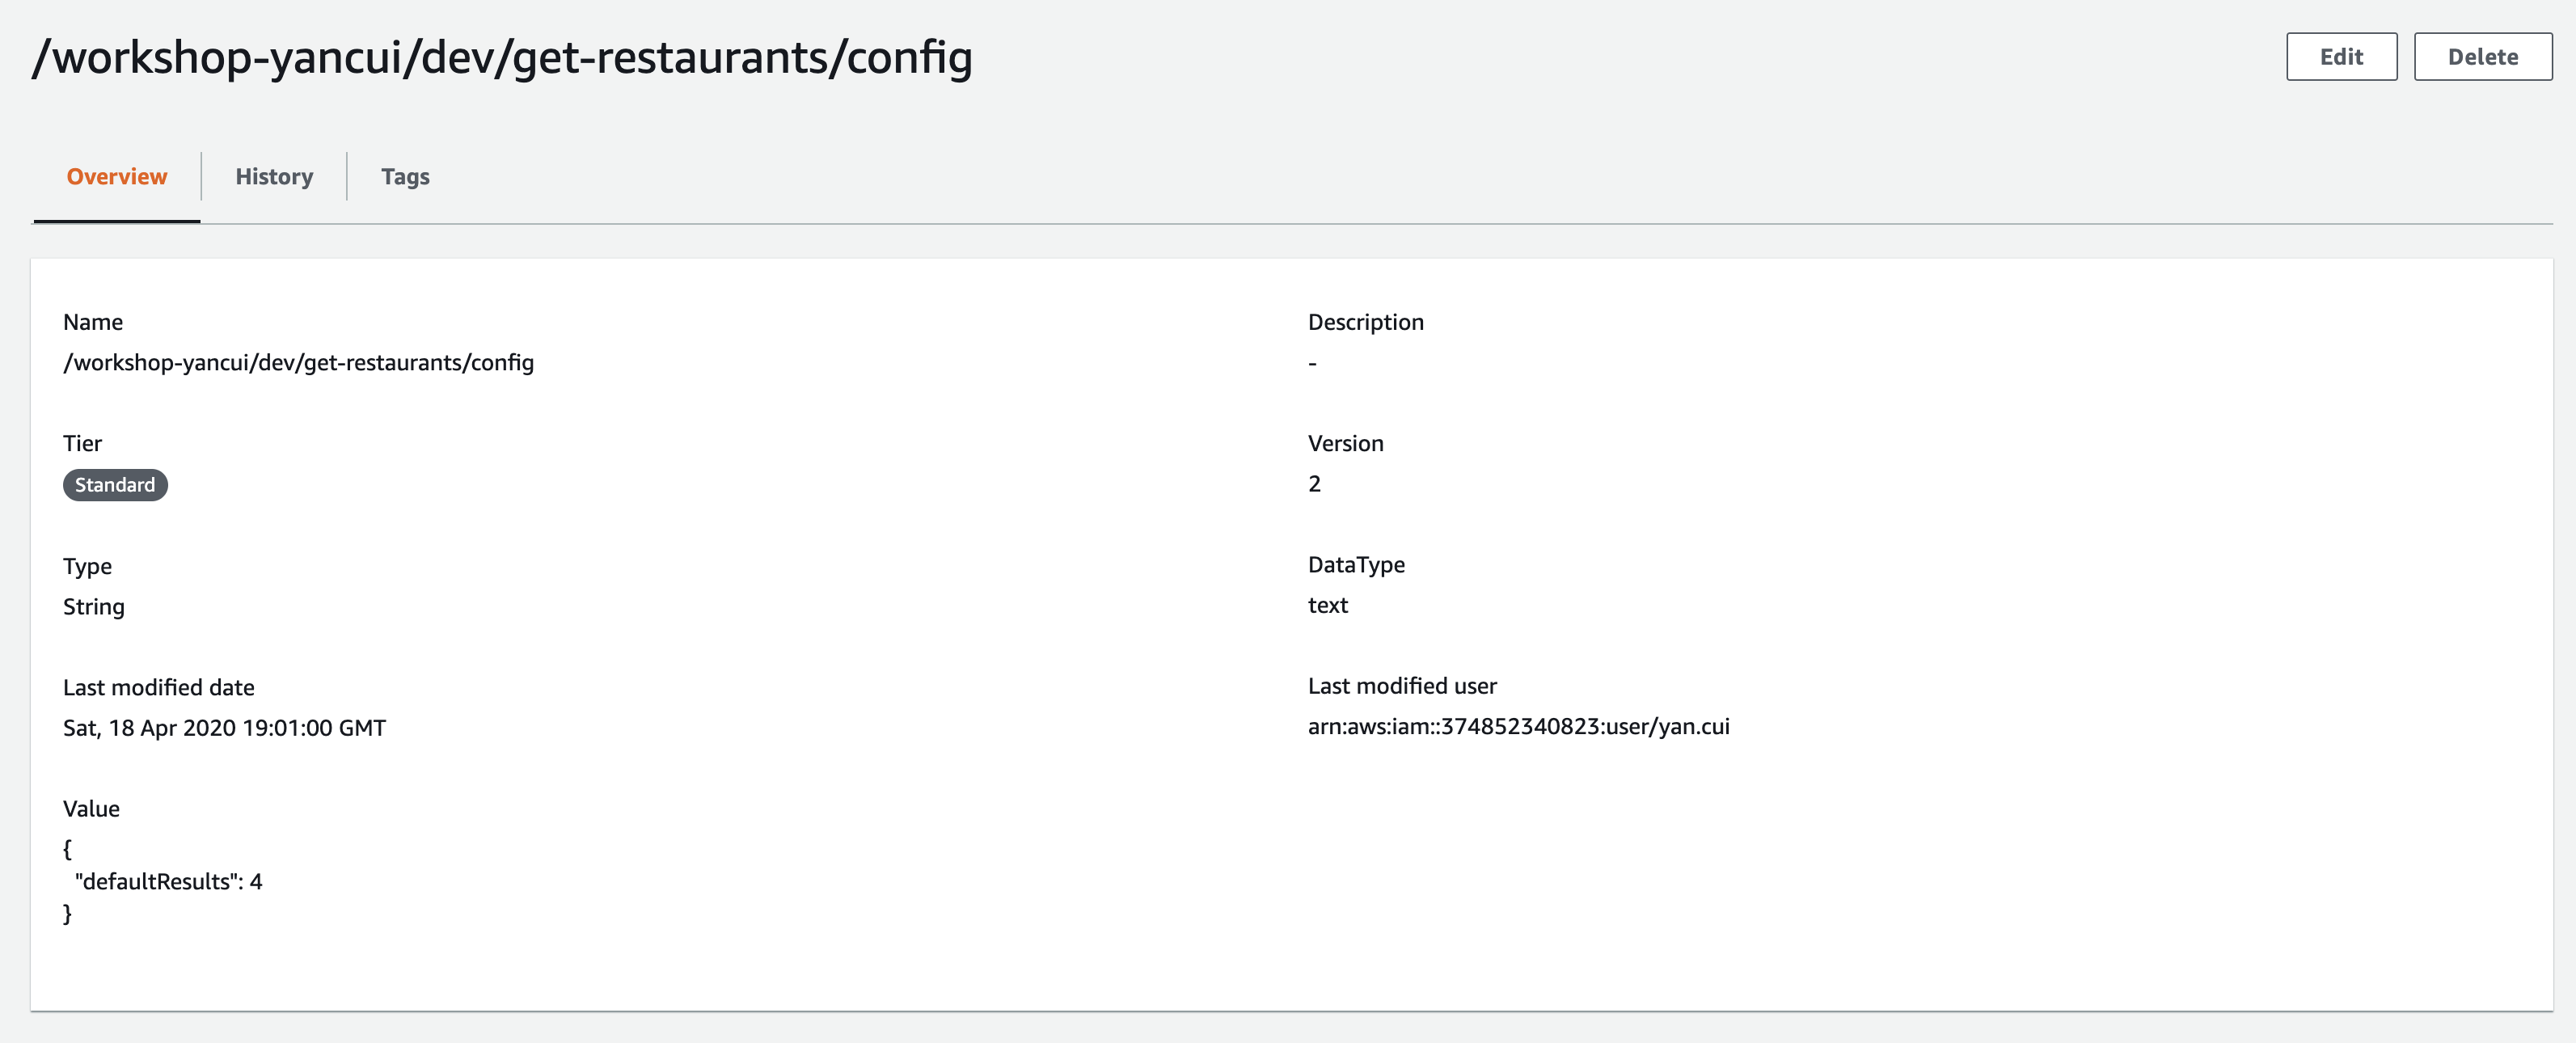 /workshop-yancui/dev/get-restaurants/config
Edit
Delete
Overview
History
Tags
Name
/workshop-yancui/dev/get-restaurants/config
Description
-
Tier
Standard
Version
2
Type
String
DataType
text
Last modified date
Sat, 18 Apr 2020 19:01:00 GMT
Last modified user
arn:aws:iam::374852340823:user/yan.cui
Value
{
  "defaultResults": 4
}